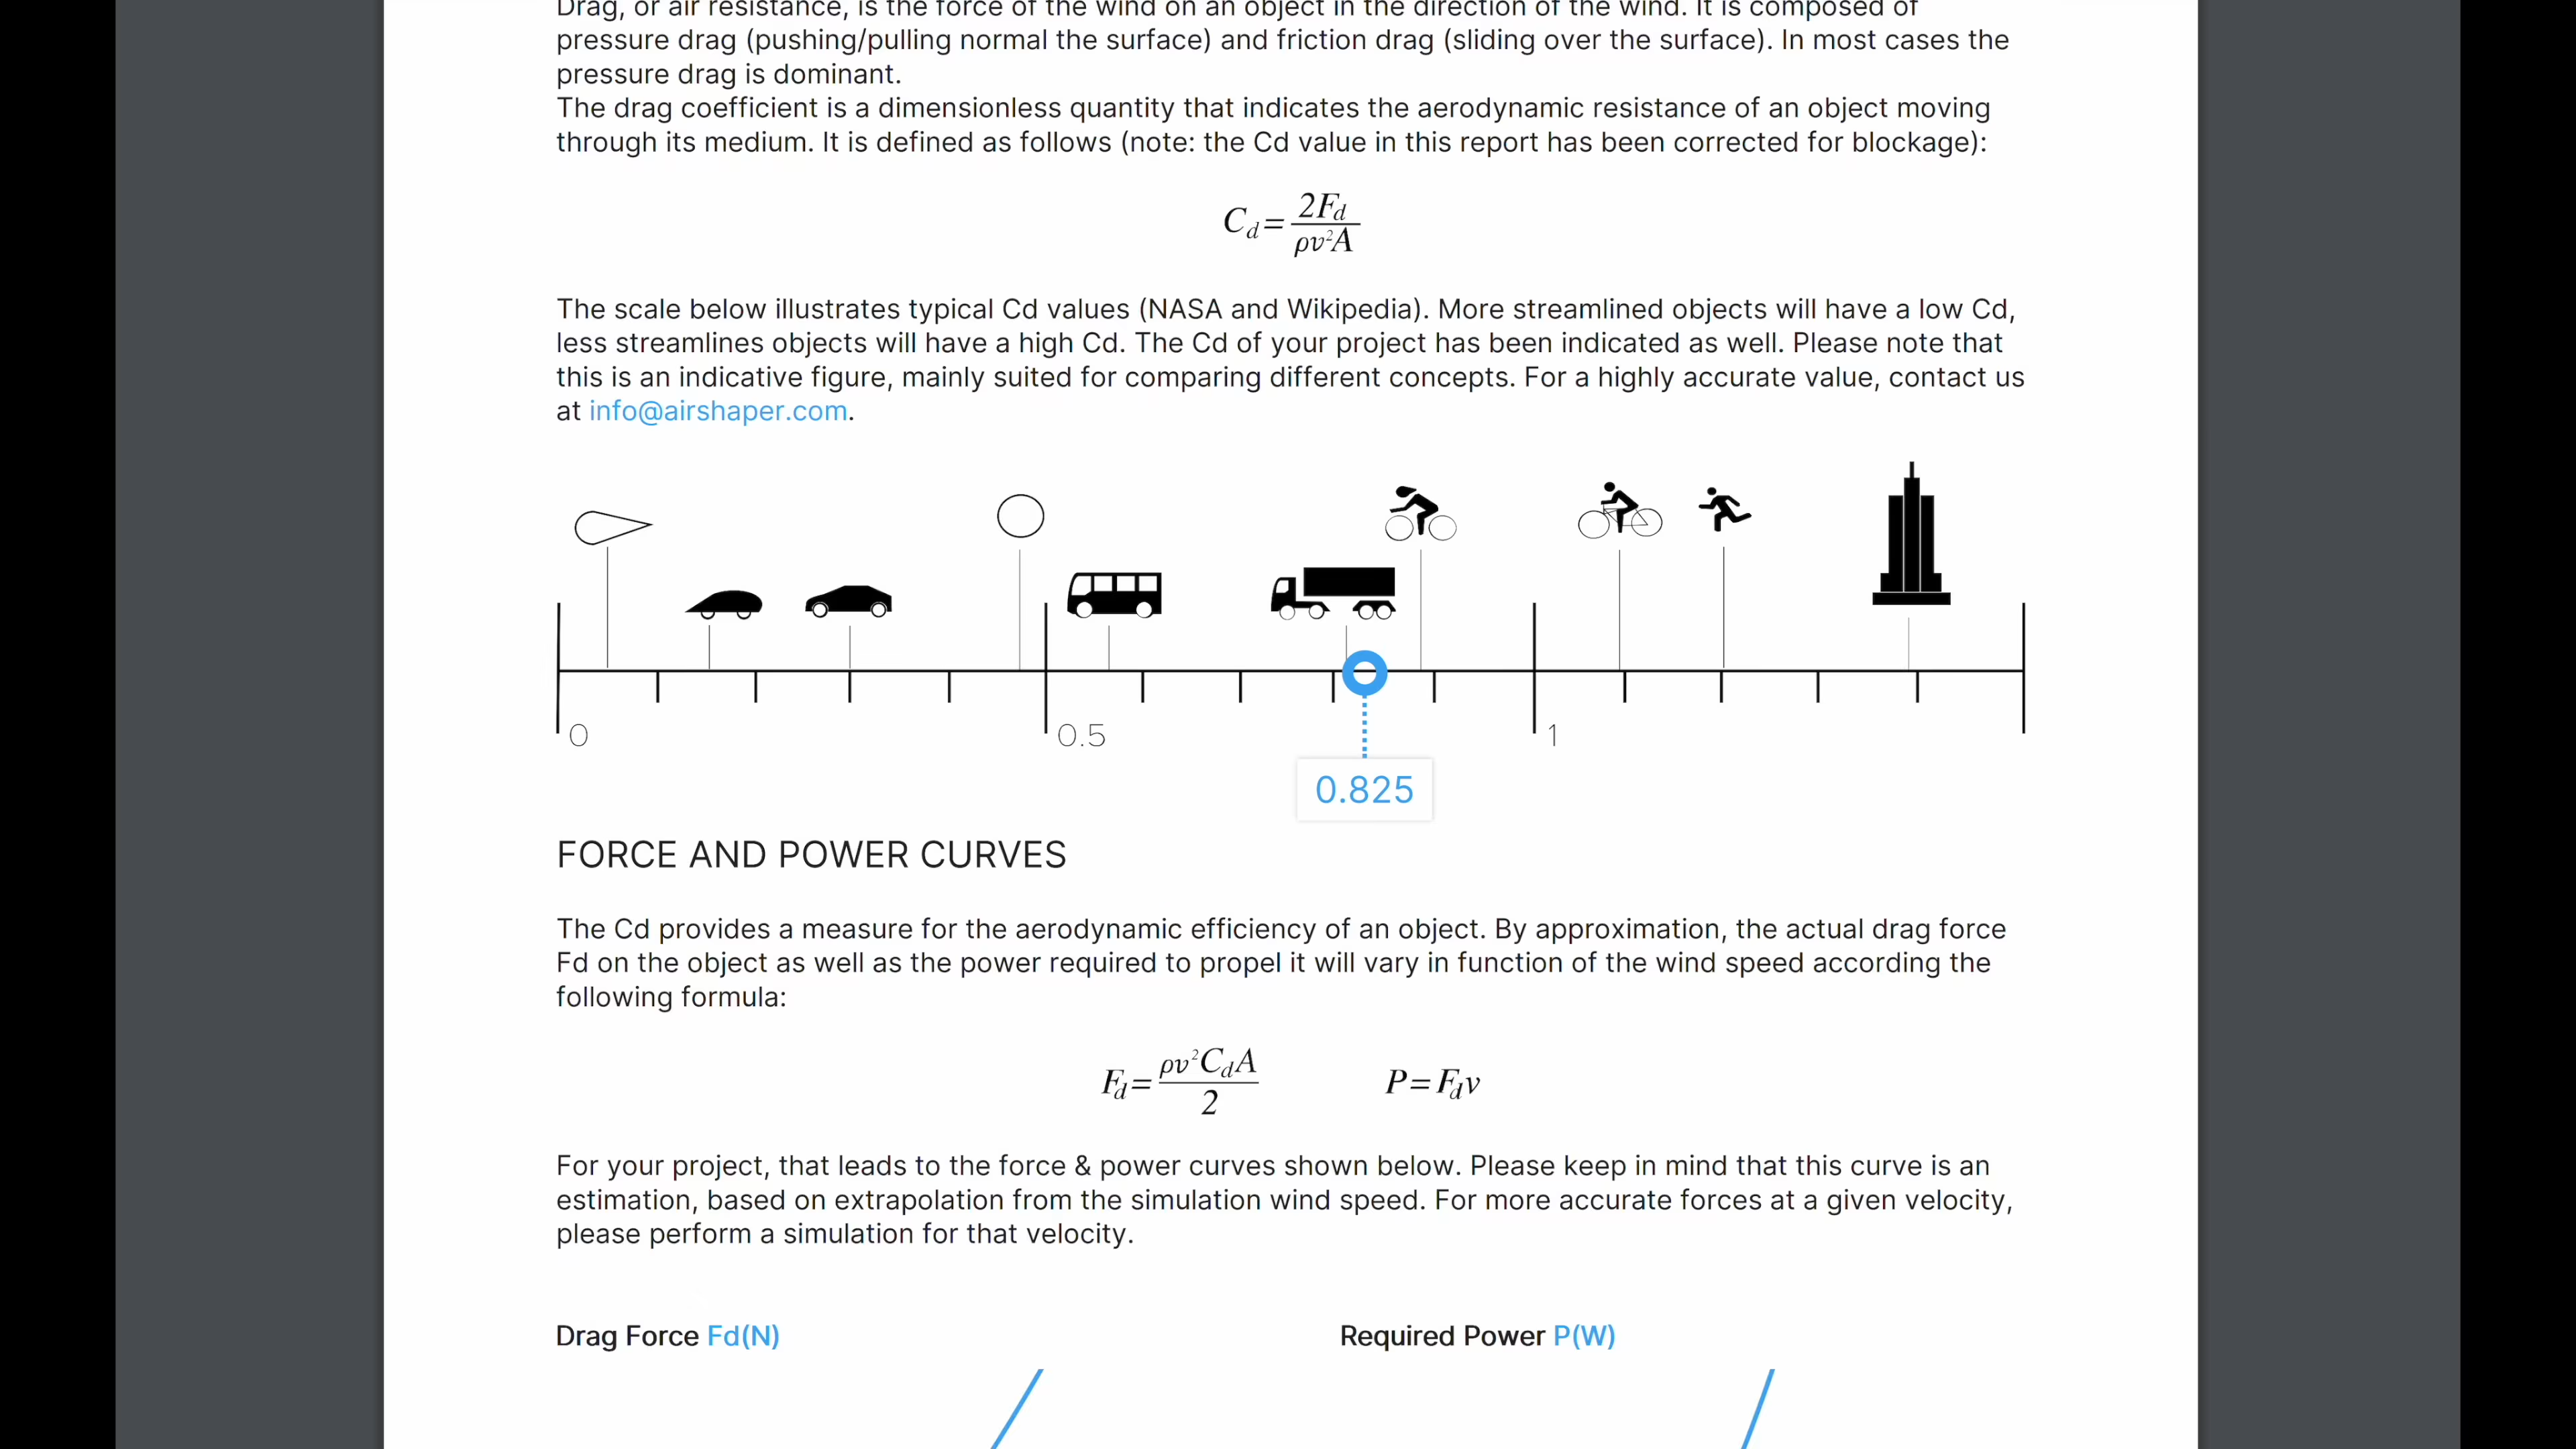 Drag, or air resistance, is the force of the wind on an object in the direction of the wind. It is composed of
pressure drag (pushing/pulling normal the surface) and friction drag (sliding over the surface). In most cases the
pressure drag is dominant.
The drag coefficient is a dimensionless quantity that indicates the aerodynamic resistance of an object moving
through its medium. It is defined as follows (note: the Cd value in this report has been corrected for blockage):
C_d = 2F_d / ρv²A
The scale below illustrates typical Cd values (NASA and Wikipedia). More streamlined objects will have a low Cd,
less streamlines objects will have a high Cd. The Cd of your project has been indicated as well. Please note that
this is an indicative figure, mainly suited for comparing different concepts. For a highly accurate value, contact us
at info@airshaper.com.
0 0.5 1
0.825
FORCE AND POWER CURVES
The Cd provides a measure for the aerodynamic efficiency of an object. By approximation, the actual drag force
Fd on the object as well as the power required to propel it will vary in function of the wind speed according the
following formula:
F_d = ρv²C_dA / 2 P=F_dv
For your project, that leads to the force & power curves shown below. Please keep in mind that this curve is an
estimation, based on extrapolation from the simulation wind speed. For more accurate forces at a given velocity,
please perform a simulation for that velocity.
Drag Force Fd(N) Required Power P(W)